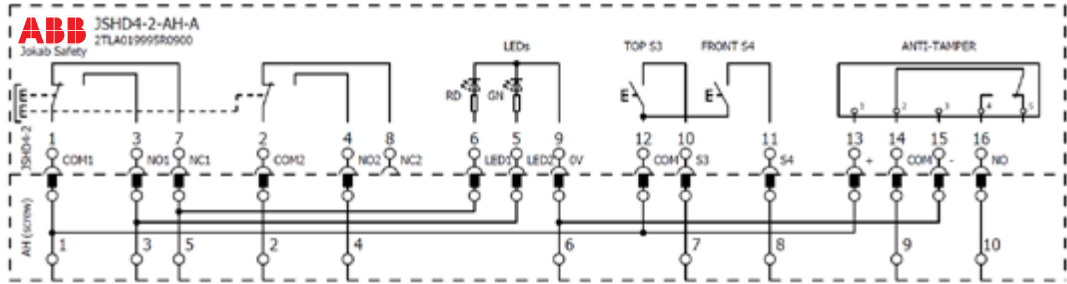 ABB JSHD4-2-AH-A
2TLA019995R0900
Jokab Safety
LEDs TOP S3 FRONT S4 ANTI-TAMPER
RD GN E E
1 2 3 4 5
1 3 7 2 4 8 6 5 9 12 10 11 13 14 15 16
JSHD4-2
COM1 NO1 NC1 COM2 NO2 NC2 LED1 LED2 0V COM S3 S4 + COM - NO
AH (screw)
1 3 5 2 4 6 7 8 9 10